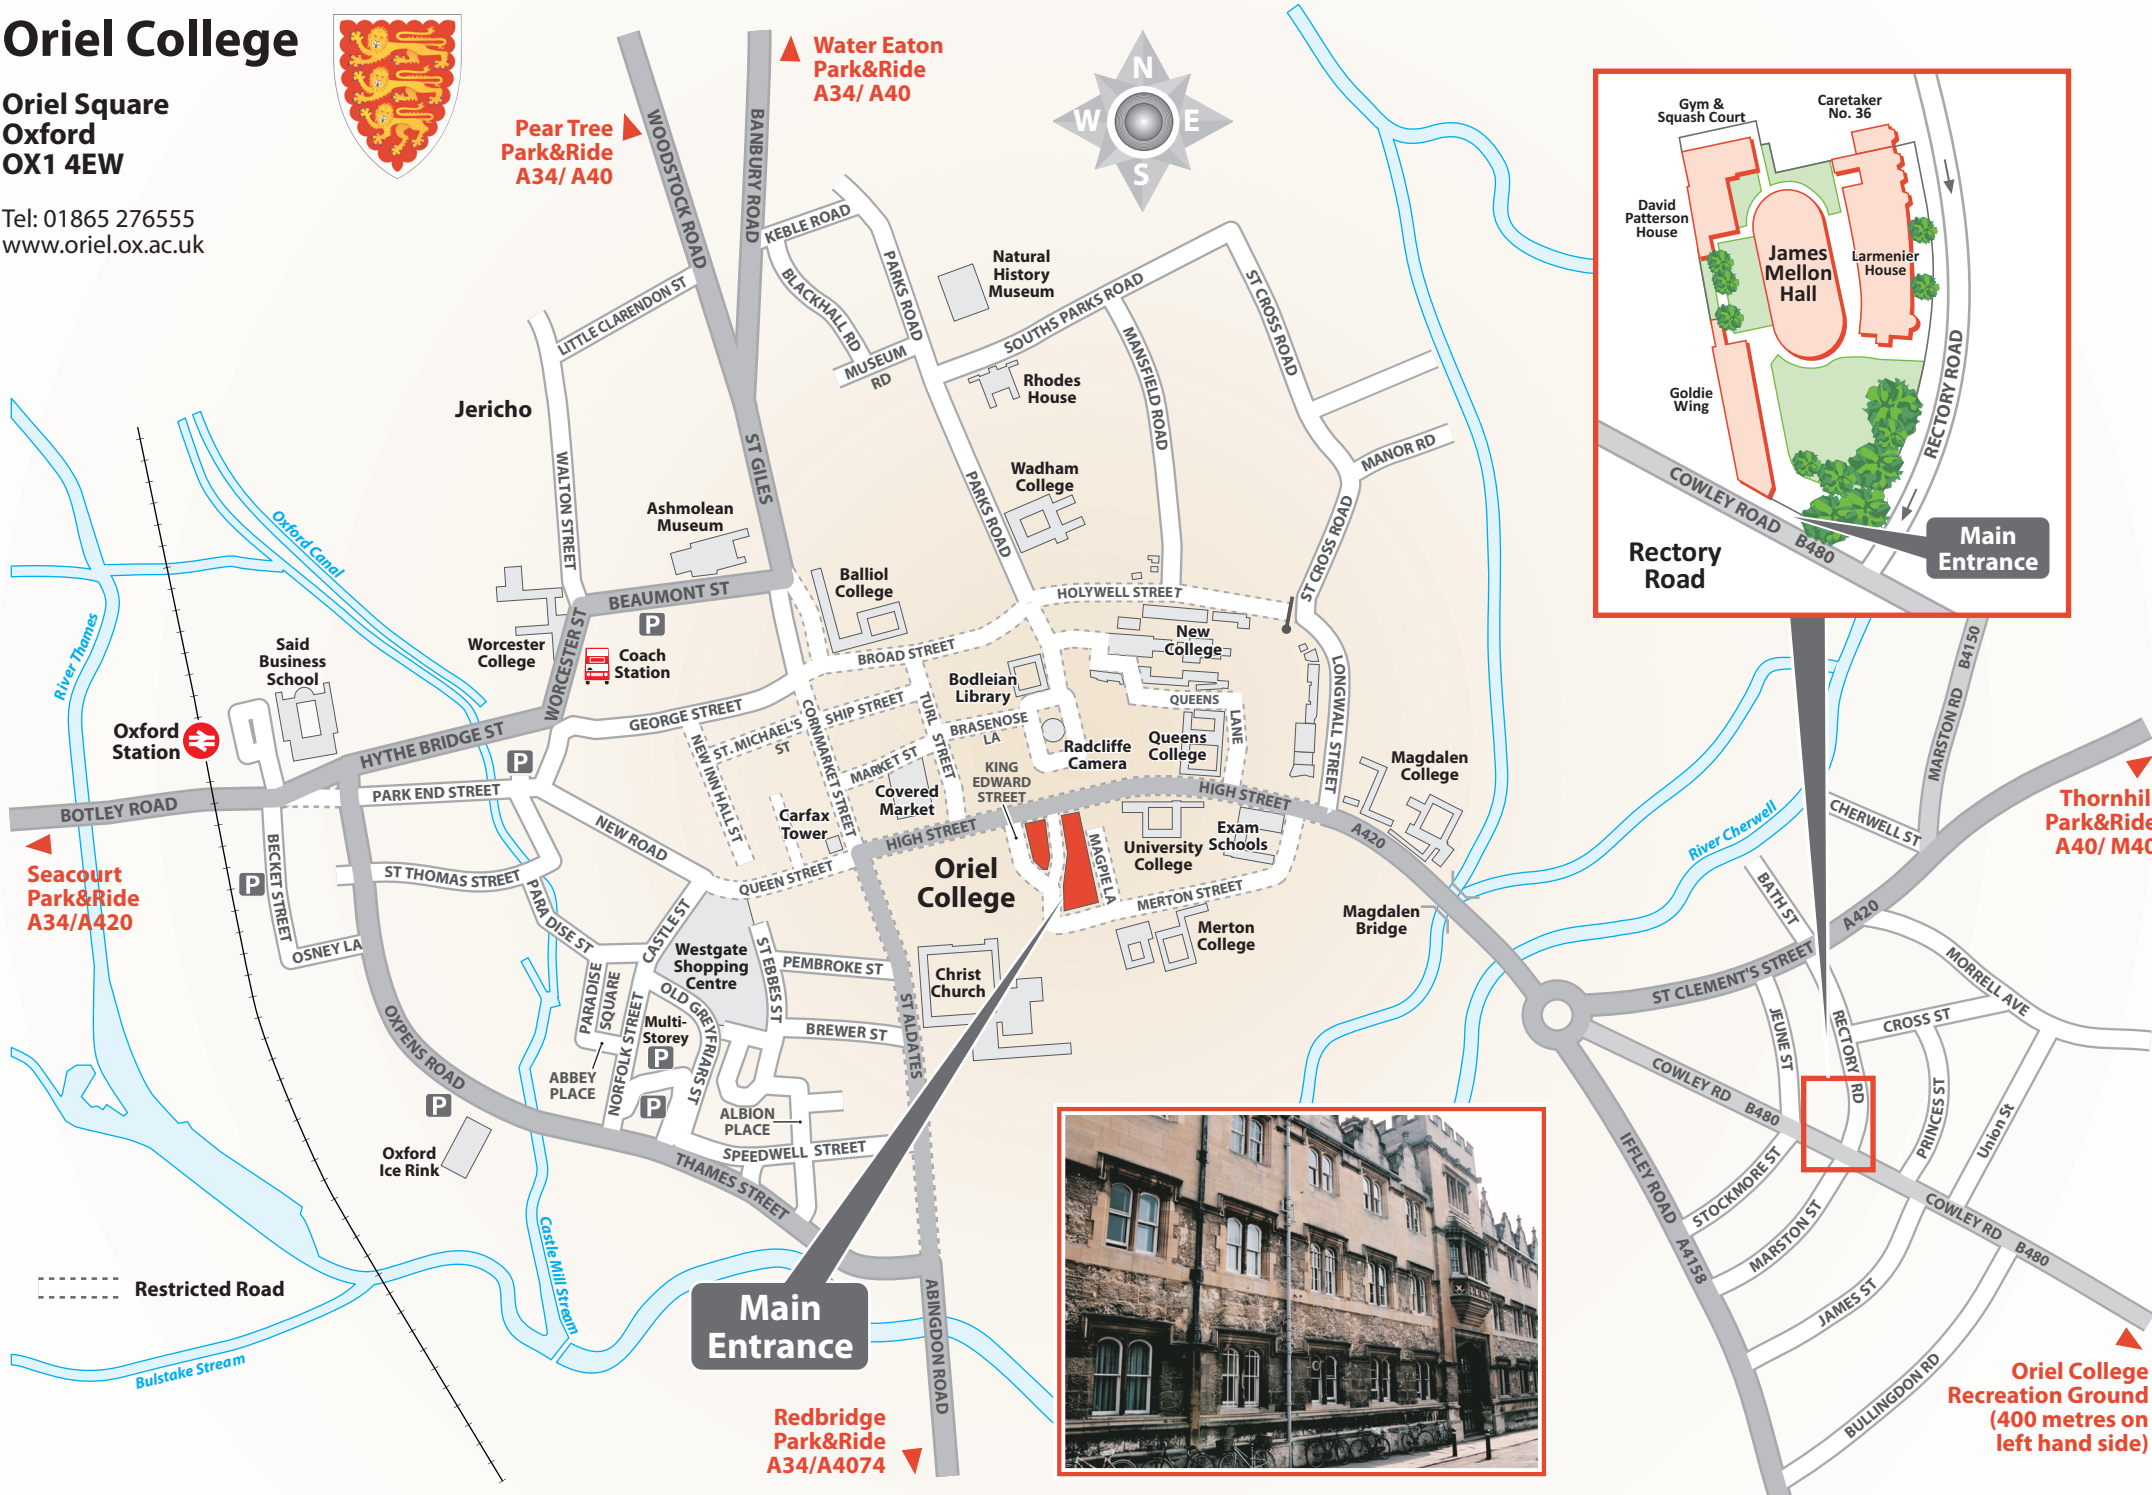 Oriel College
Oriel Square
Oxford
OX1 4EW
Tel: 01865 276555
www.oriel.ox.ac.uk
Water Eaton
Park&Ride
A34/ A40
Pear Tree
Park&Ride
A34/ A40
WOODSTOCK ROAD
BANBURY ROAD
N
W
E
S
KEBLE ROAD
PARKS ROAD
BLACKHALL RD
MUSEUM
RD
LITTLE CLARENDON ST
Natural
History
Museum
SOUTHS PARKS ROAD
ST CROSS ROAD
MANSFIELD ROAD
Rhodes
House
Jericho
WALTON STREET
ST GILES
MANOR RD
Wadham
College
PARKS ROAD
ST CROSS ROAD
Ashmolean
Museum
BEAUMONT ST
P
Balliol
College
HOLYWELL STREET
Oxford Canal
River Thames
Said
Business
School
Worcester
College
WORCESTER ST
Coach
Station
BROAD STREET
New
College
Bodleian
Library
QUEENS
LANE
LONGWALL STREET
Oxford
Station
HYTHE BRIDGE ST
GEORGE STREET
ST. MICHAEL'S
ST
SHIP STREET
CORNMARKET STREET
TURL STREET
BRASENOSE
LA
NEW INN HALL ST
MARKET ST
Covered
Market
Radcliffe
Camera
Queens
College
KING
EDWARD
STREET
HIGH STREET
Magdalen
College
P
BOTLEY ROAD
PARK END STREET
Carfax
Tower
HIGH STREET
NEW ROAD
University
College
Exam
Schools
A420
Seacourt
Park&Ride
A34/A420
P
BECKET STREET
ST THOMAS STREET
QUEEN STREET
Oriel
College
MAGPIE LA
MERTON STREET
Merton
College
Magdalen
Bridge
PARA DISE ST
CASTLE ST
OSNEY LA
Westgate
Shopping
Centre
ST EBBES ST
PEMBROKE ST
Christ
Church
PARADISE
SQUARE
OLD GREYFRIARS ST
NORFOLK STREET
Multi-
Storey
P
BREWER ST
ST ALDATES
OXPENS ROAD
ABBEY
PLACE
P
P
ALBION
PLACE
Oxford
Ice Rink
SPEEDWELL STREET
THAMES STREET
Castle Mill Stream
Restricted Road
Bulstake Stream
Main
Entrance
ABINGDON ROAD
Redbridge
Park&Ride
A34/A4074
Gym &
Squash Court
Caretaker
No. 36
David
Patterson
House
James
Mellon
Hall
Larmenier
House
Goldie
Wing
RECTORY ROAD
COWLEY ROAD
B480
Rectory
Road
Main
Entrance
MARSTON RD
B4150
River Cherwell
CHERWELL ST
Thornhil
Park&Ride
A40/ M40
BATH ST
A420
ST CLEMENT'S STREET
MORRELL AVE
JEUNE ST
RECTORY RD
CROSS ST
COWLEY RD
B480
PRINCES ST
Union St
IFFLEY ROAD
A4158
STOCKMORE ST
MARSTON ST
COWLEY RD
B480
JAMES ST
BULLINGDON RD
Oriel College
Recreation Ground
(400 metres on
left hand side)